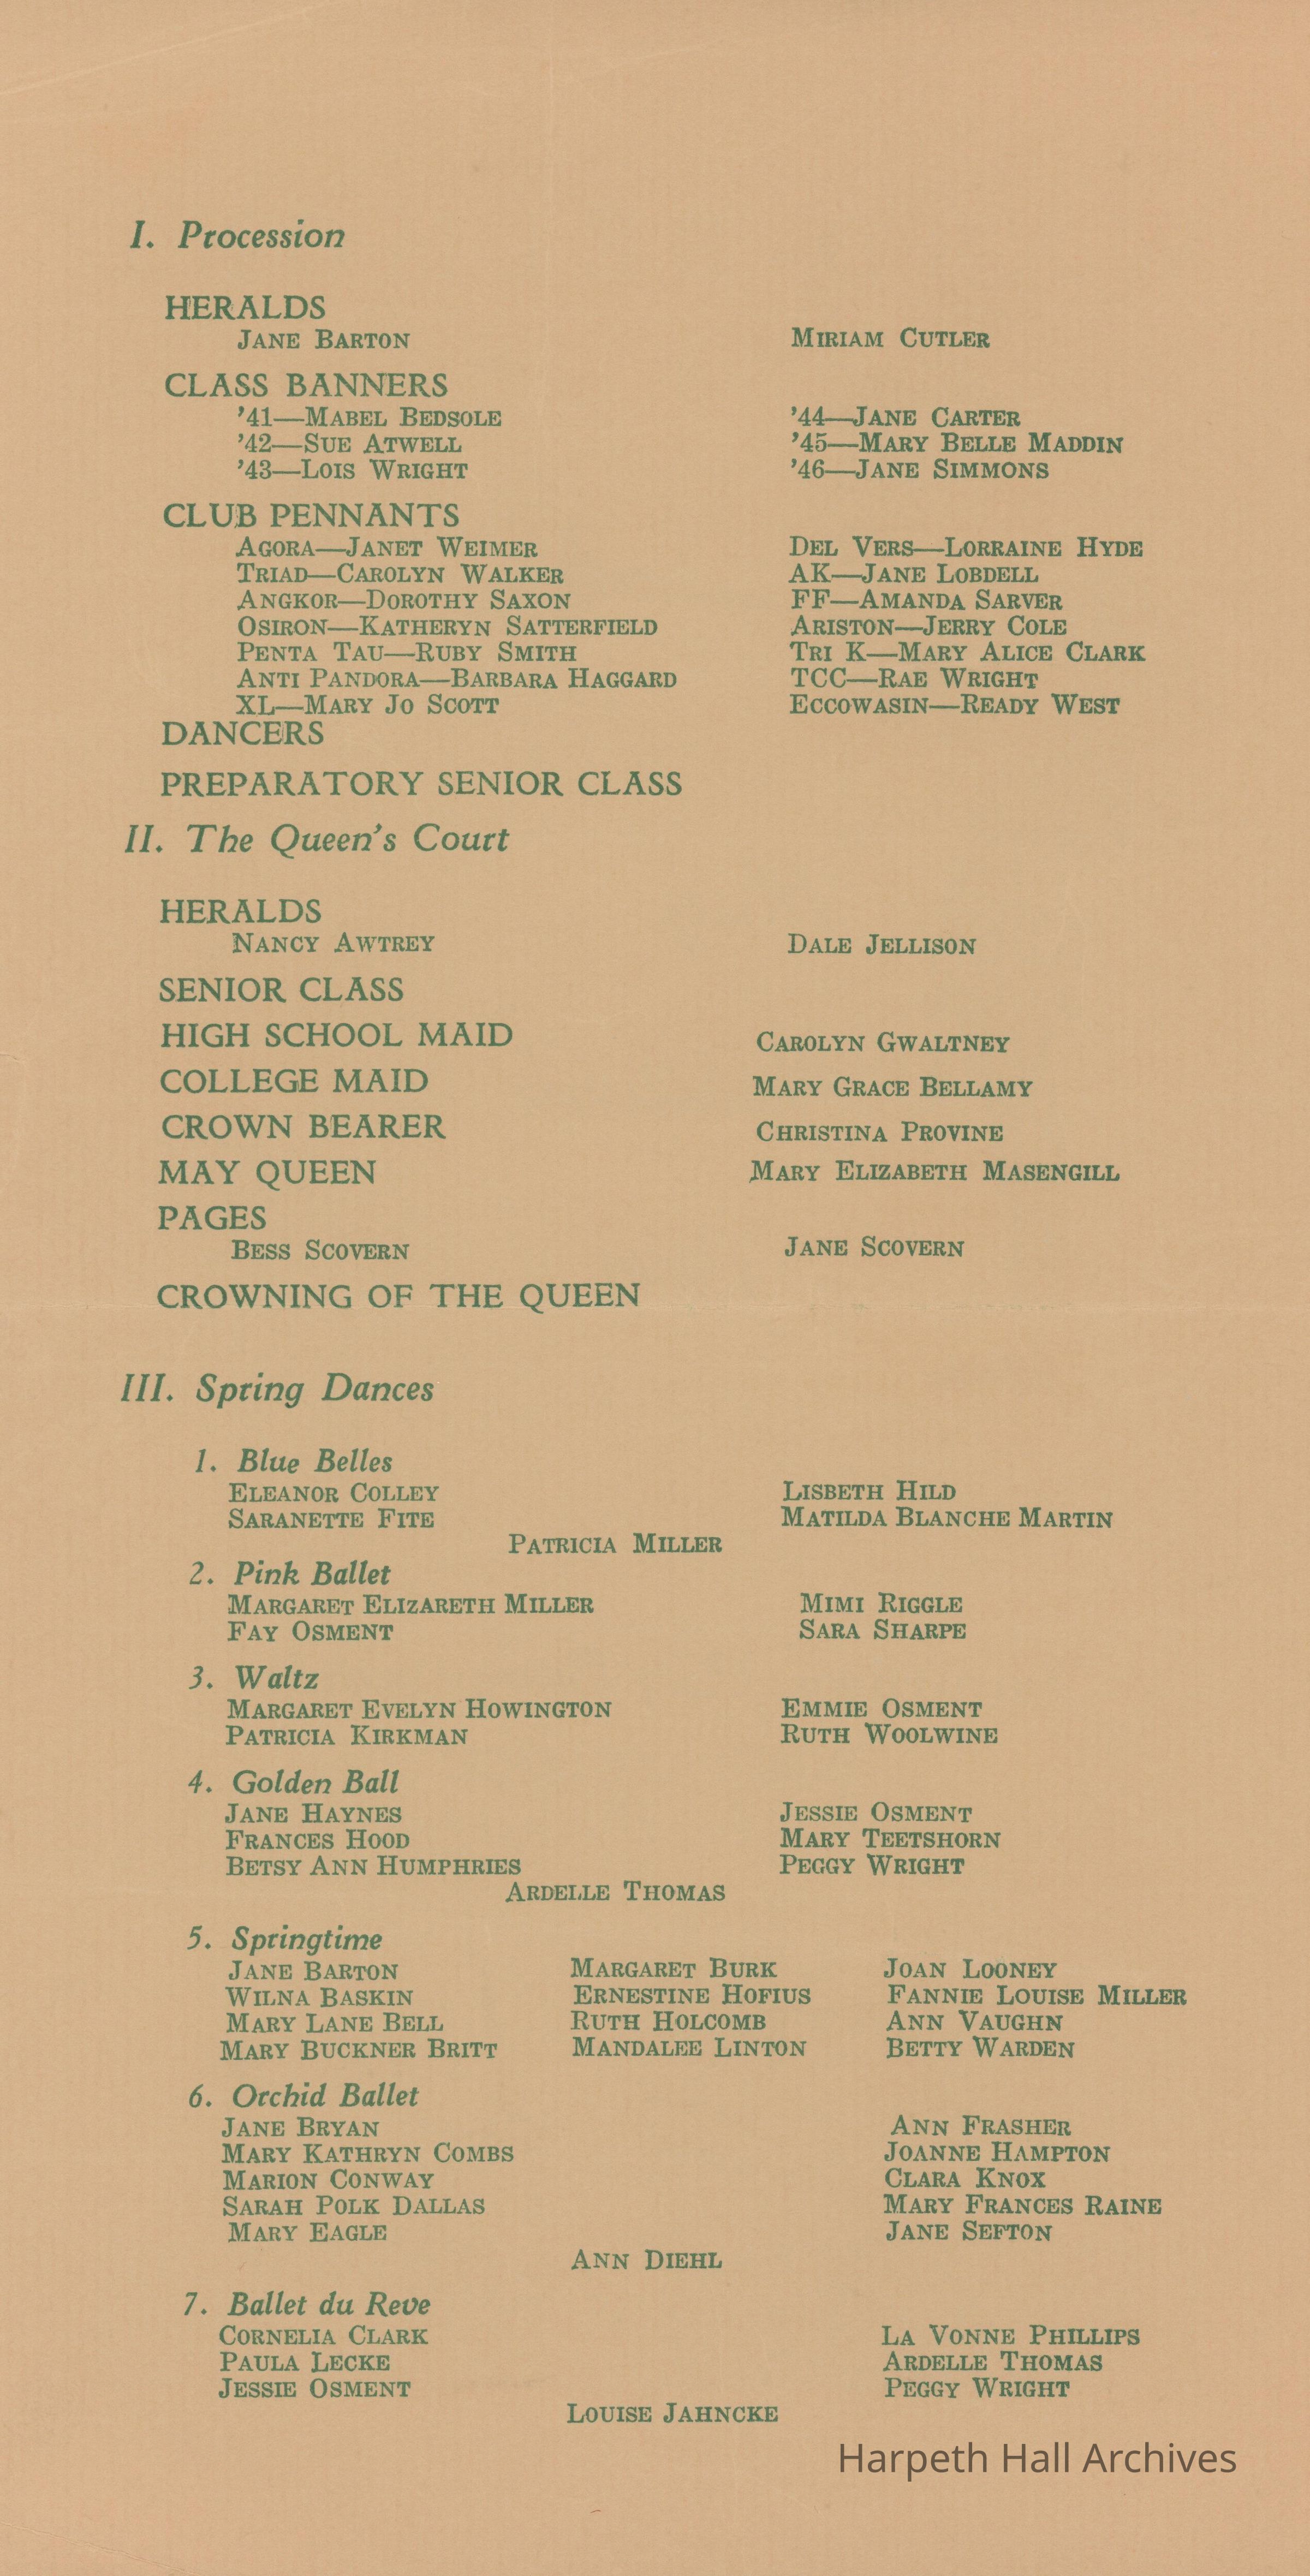 I. Procession
HERALDS
JANE BARTON MIRIAM CUTLER
CLASS BANNERS
'41—MABEL BEDSOLE '44—JANE CARTER
'42—SUE ATWELL '45—MARY BELLE MADDIN
'43—LOIS WRIGHT '46—JANE SIMMONS
CLUB PENNANTS
AGORA—JANET WEIMER DEL VERS—LORRAINE HYDE
TRIAD—CAROLYN WALKER AK—JANE LOBDELL
ANGKOR—DOROTHY SAXON FF—AMANDA SARVER
OSIRON—KATHERYN SATTERFIELD ARISTON—JERRY COLE
PENTA TAU—RUBY SMITH TRI K—MARY ALICE CLARK
ANTI PANDORA—BARBARA HAGGARD TCC—RAE WRIGHT
XL—MARY JO SCOTT ECCOWASIN—READY WEST
DANCERS
PREPARATORY SENIOR CLASS
II. The Queen's Court
HERALDS
NANCY AWTREY DALE JELLISON
SENIOR CLASS
HIGH SCHOOL MAID CAROLYN GWALTNEY
COLLEGE MAID MARY GRACE BELLAMY
CROWN BEARER CHRISTINA PROVINE
MAY QUEEN MARY ELIZABETH MASENGILL
PAGES
BESS SCOVERN JANE SCOVERN
CROWNING OF THE QUEEN
III. Spring Dances
1. Blue Belles
ELEANOR COLLEY LISBETH HILD
SARANETTE FITE MATILDA BLANCHE MARTIN
PATRICIA MILLER
2. Pink Ballet
MARGARET ELIZARETH MILLER MIMI RIGGLE
FAY OSMENT SARA SHARPE
3. Waltz
MARGARET EVELYN HOWINGTON EMMIE OSMENT
PATRICIA KIRKMAN RUTH WOOLWINE
4. Golden Ball
JANE HAYNES JESSIE OSMENT
FRANCES HOOD MARY TEETSHORN
BETSY ANN HUMPHRIES PEGGY WRIGHT
ARDELLE THOMAS
5. Springtime
JANE BARTON MARGARET BURK JOAN LOONEY
WILNA BASKIN ERNESTINE HOFIUS FANNIE LOUISE MILLER
MARY LANE BELL RUTH HOLCOMB ANN VAUGHN
MARY BUCKNER BRITT MANDALEE LINTON BETTY WARDEN
6. Orchid Ballet
JANE BRYAN ANN FRASHER
MARY KATHRYN COMBS JOANNE HAMPTON
MARION CONWAY CLARA KNOX
SARAH POLK DALLAS MARY FRANCES RAINE
MARY EAGLE JANE SEFTON
ANN DIEHL
7. Ballet du Reve
CORNELIA CLARK LA VONNE PHILLIPS
PAULA LECKE ARDELLE THOMAS
JESSIE OSMENT PEGGY WRIGHT
LOUISE JAHNCKE
Harpeth Hall Archives